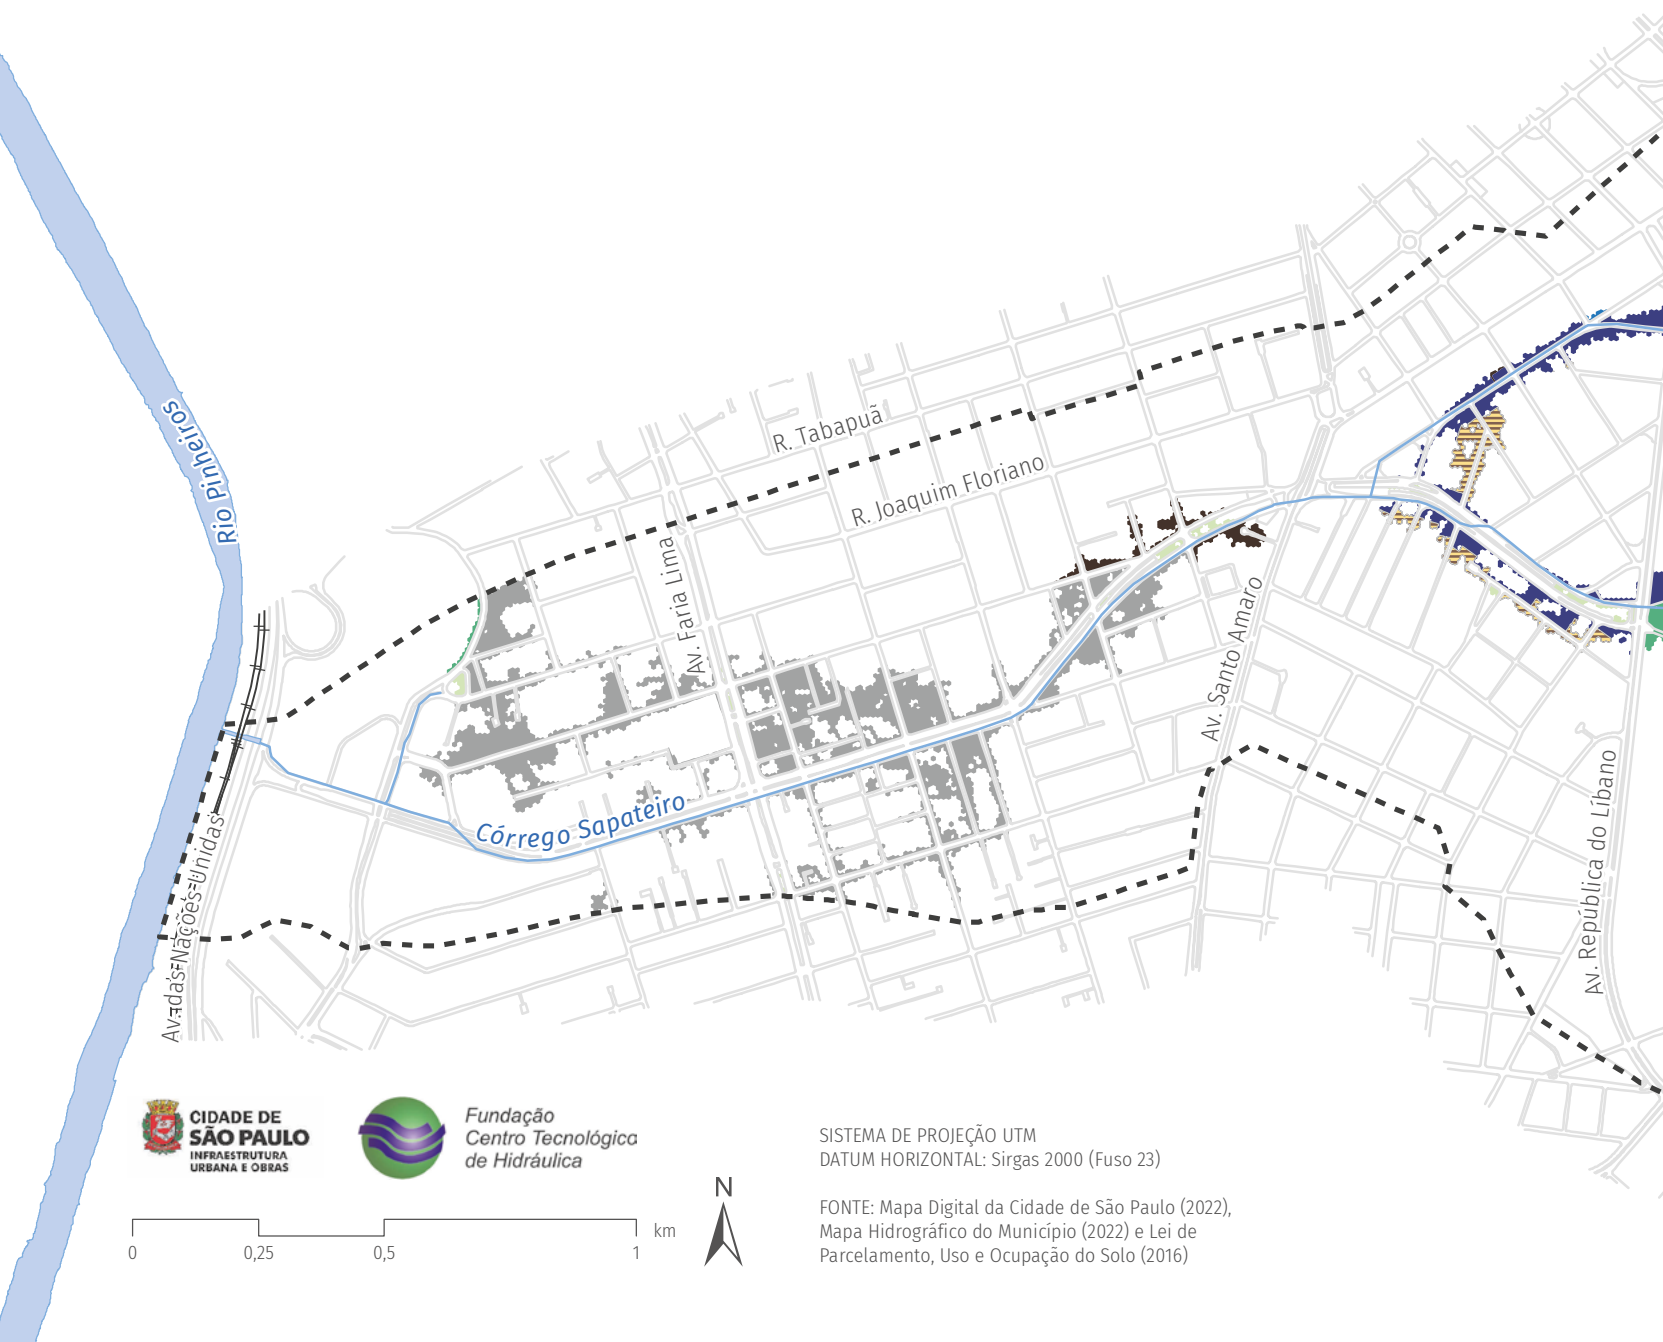 R. Tabapuã
Rio Pinheiros
R. Joaquim Floriano
Av. Faria Lima
Av. Santo Amaro
Av. República do Líbano
Córrego Sapateiro
Av. das Nações Unidas
CIDADE DE
SÃO PAULO
INFRAESTRUTURA
URBANA E OBRAS
Fundação
Centro Tecnológico
de Hidráulica
N
0
0,25
0,5
1
km
SISTEMA DE PROJEÇÃO UTM
DATUM HORIZONTAL: Sirgas 2000 (Fuso 23)
FONTE: Mapa Digital da Cidade de São Paulo (2022),
Mapa Hidrográfico do Município (2022) e Lei de
Parcelamento, Uso e Ocupação do Solo (2016)